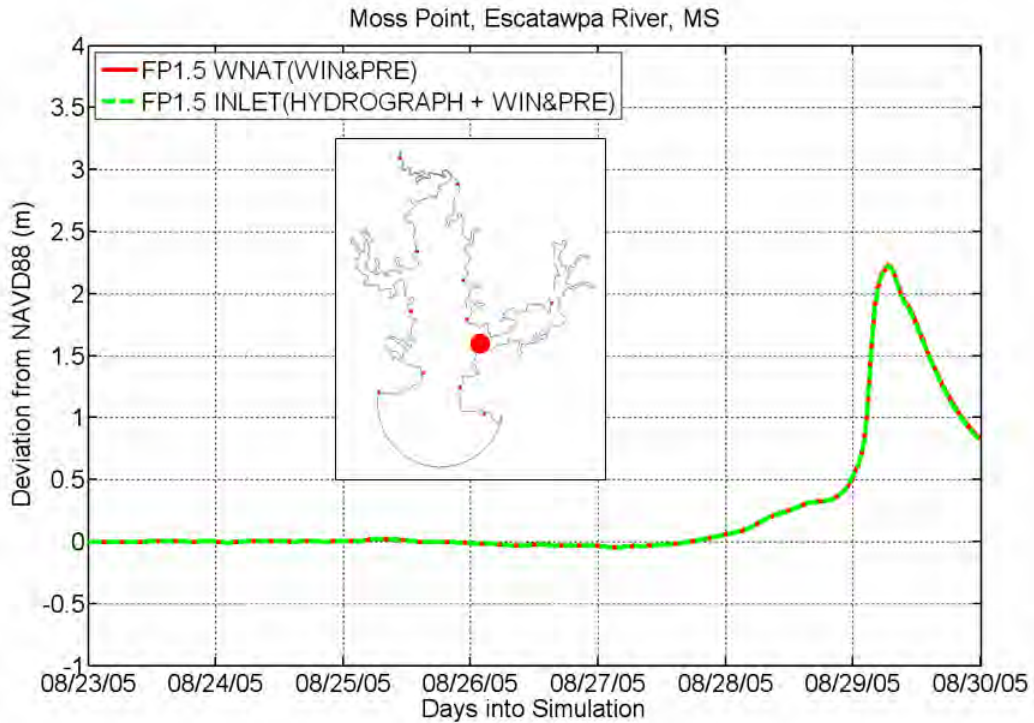 Moss Point, Escatawpa River, MS
4
3.5
3
2.5
2
1.5
1
0.5
0
-0.5
-1
Deviation from NAVD88 (m)
FP1.5 WNAT(WIN&PRE)
FP1.5 INLET(HYDROGRAPH + WIN&PRE)
08/23/05 08/24/05 08/25/05 08/26/05 08/27/05 08/28/05 08/29/05 08/30/05
Days into Simulation